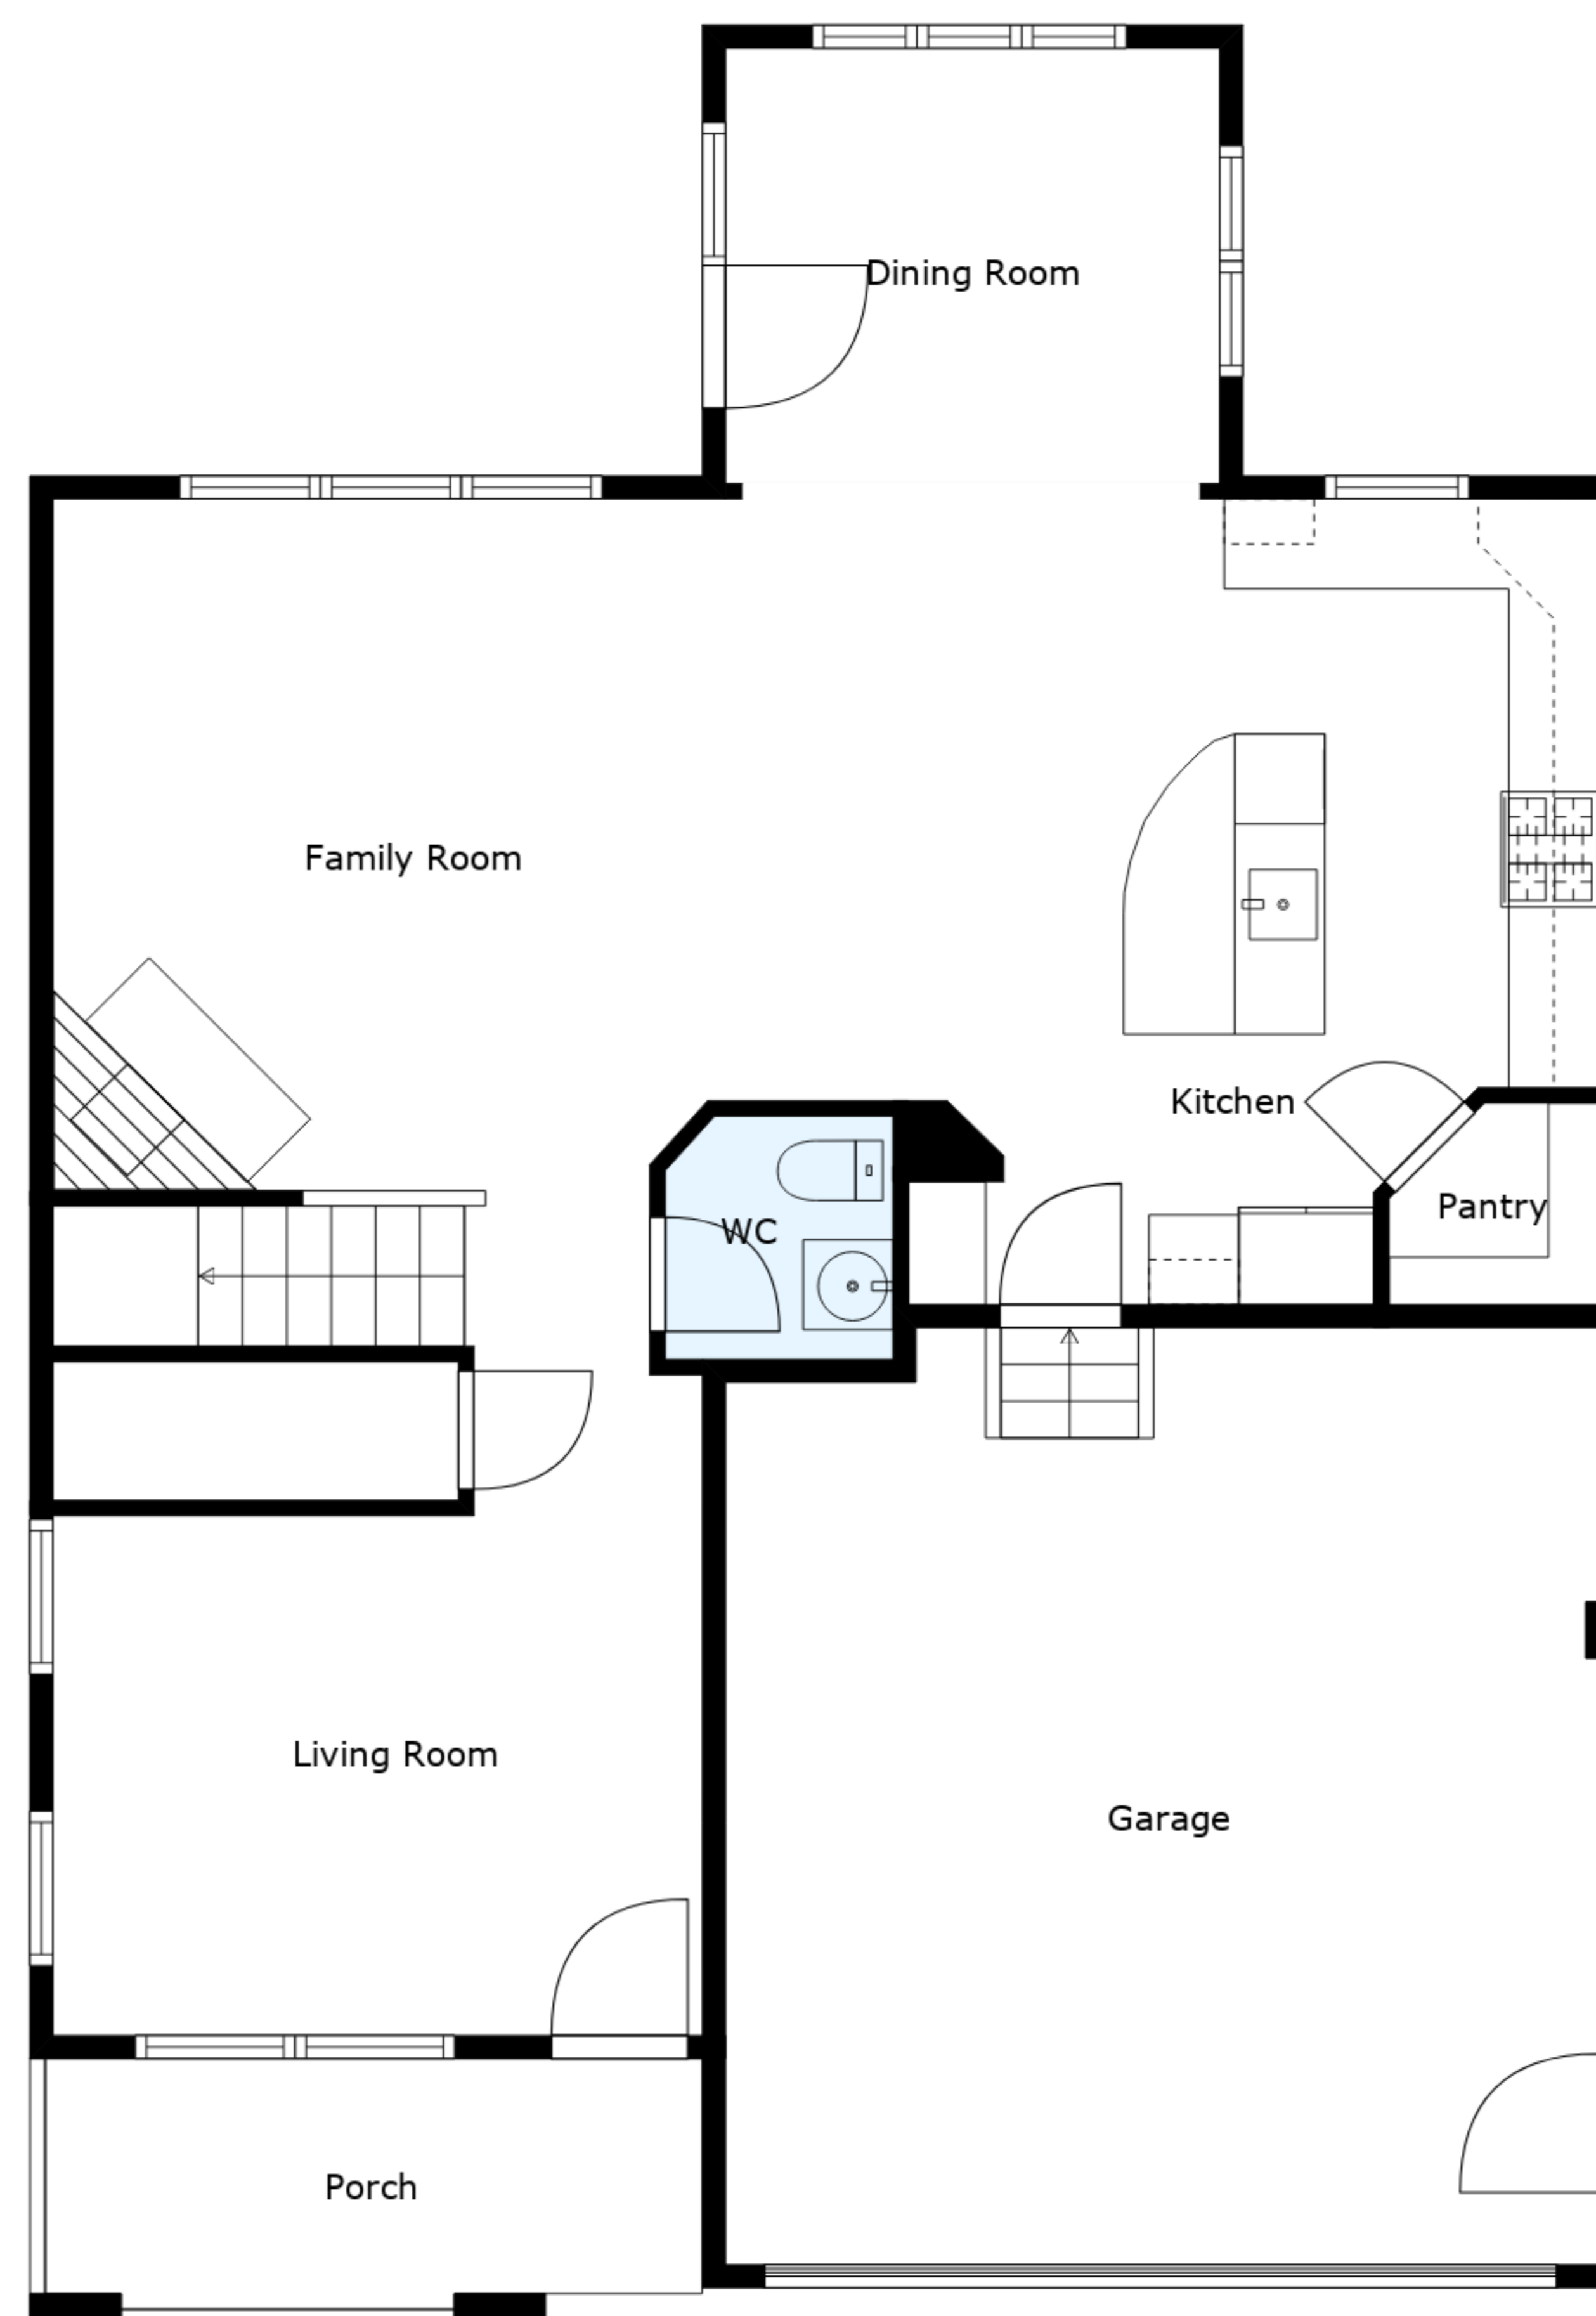 Dining Room
Family Room
Kitchen
Pantry
WC
Living Room
Garage
Porch